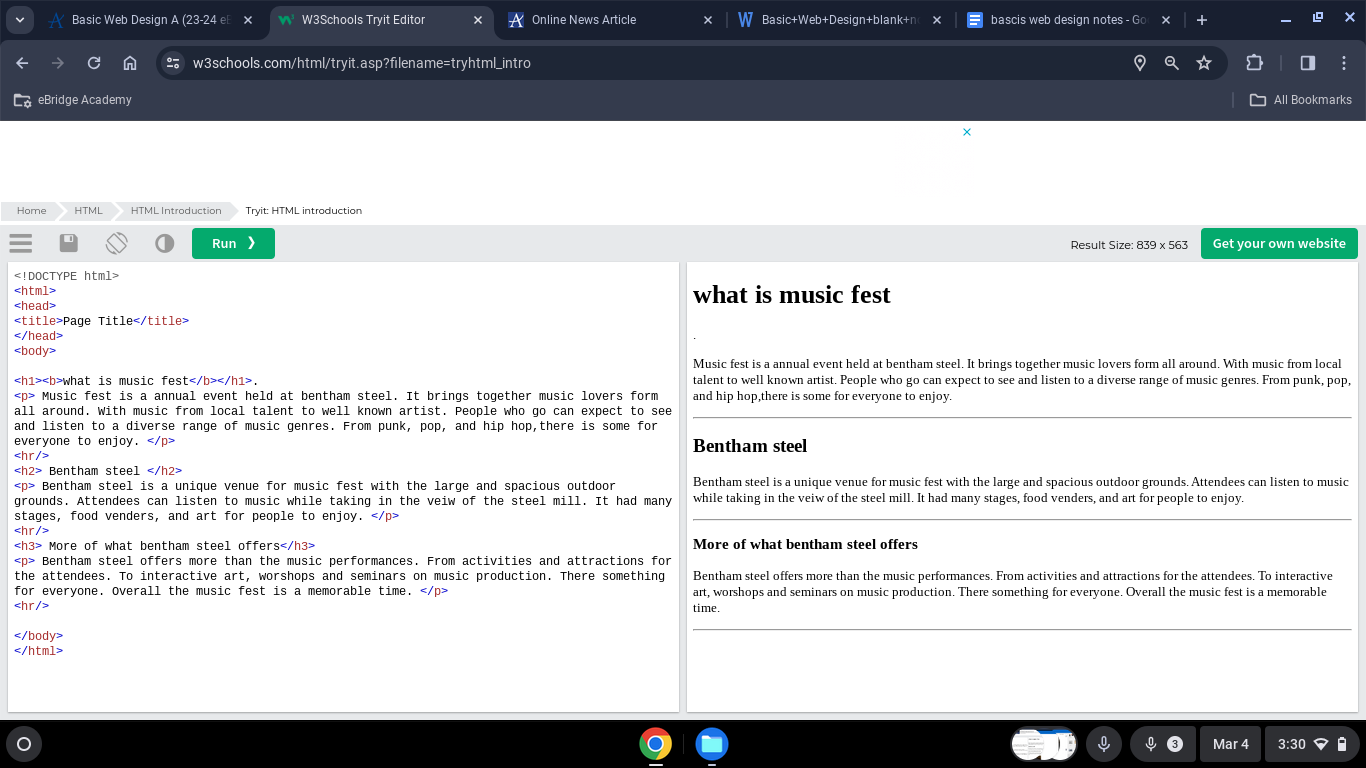 Basic Web Design A (23-24 eB
W3Schools Tryit Editor
Online News Article
Basic+Web+Design+blank+n
bascis web design notes - Go
w3schools.com/html/tryit.asp?filename=tryhtml_intro
eBridge Academy
All Bookmarks
Home
HTML
HTML Introduction
Tryit: HTML introduction
Run ❯
Result Size: 839 x 563
Get your own website
<!DOCTYPE html>
<html>
<head>
<title>Page Title</title>
</head>
<body>
<h1><b>what is music fest</b></h1>.
<p> Music fest is a annual event held at bentham steel. It brings together music lovers form
all around. With music from local talent to well known artist. People who go can expect to see
and listen to a diverse range of music genres. From punk, pop, and hip hop,there is some for
everyone to enjoy. </p>
<hr/>
<h2> Bentham steel </h2>
<p> Bentham steel is a unique venue for music fest with the large and spacious outdoor
grounds. Attendees can listen to music while taking in the veiw of the steel mill. It had many
stages, food venders, and art for people to enjoy. </p>
<hr/>
<h3> More of what bentham steel offers</h3>
<p> Bentham steel offers more than the music performances. From activities and attractions for
the attendees. To interactive art, worshops and seminars on music production. There something
for everyone. Overall the music fest is a memorable time. </p>
<hr/>
</body>
</html>
what is music fest
.
Music fest is a annual event held at bentham steel. It brings together music lovers form all around. With music from local
talent to well known artist. People who go can expect to see and listen to a diverse range of music genres. From punk, pop,
and hip hop,there is some for everyone to enjoy.
Bentham steel
Bentham steel is a unique venue for music fest with the large and spacious outdoor grounds. Attendees can listen to music
while taking in the veiw of the steel mill. It had many stages, food venders, and art for people to enjoy.
More of what bentham steel offers
Bentham steel offers more than the music performances. From activities and attractions for the attendees. To interactive
art, worshops and seminars on music production. There something for everyone. Overall the music fest is a memorable
time.
3
Mar 4
3:30